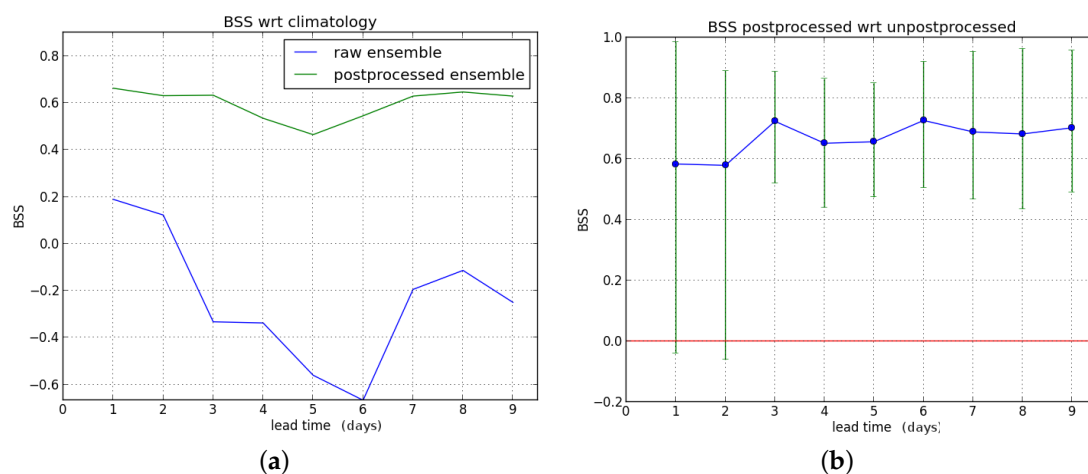 BSS wrt climatology
raw ensemble
postprocessed ensemble
BSS
0.8
0.6
0.4
0.2
0.0
−0.2
−0.4
−0.6
0 1 2 3 4 5 6 7 8 9
lead time (days)
(a)
BSS postprocessed wrt unpostprocessed
BSS
1.0
0.8
0.6
0.4
0.2
0.0
−0.2
0 1 2 3 4 5 6 7 8 9
lead time (days)
(b)